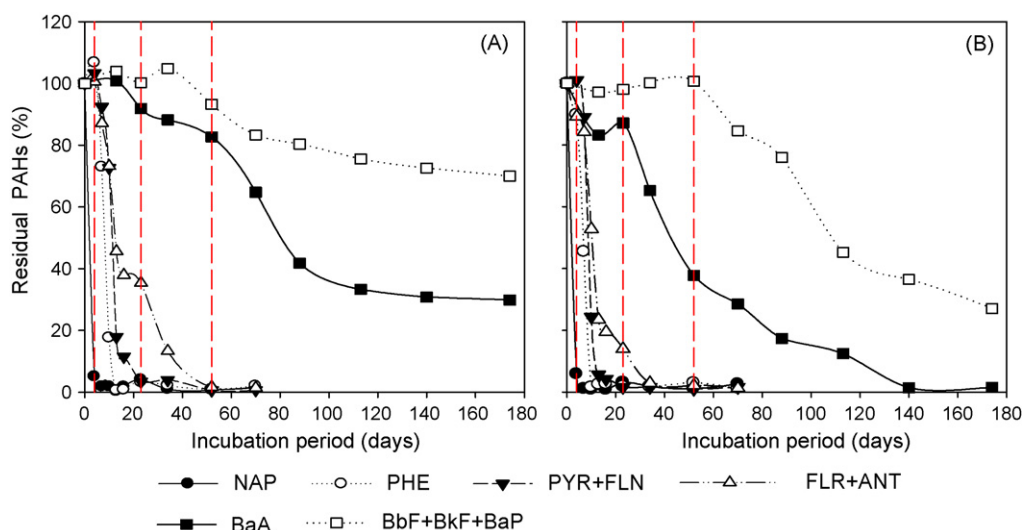 120
100
80
60
40
20
0
Residual PAHs (%)
(A)
(B)
0 20 40 60 80 100 120 140 160 180
0 20 40 60 80 100 120 140 160 180
Incubation period (days)
Incubation period (days)
NAP PHE PYR+FLN FLR+ANT
BaA BbF+BkF+BaP